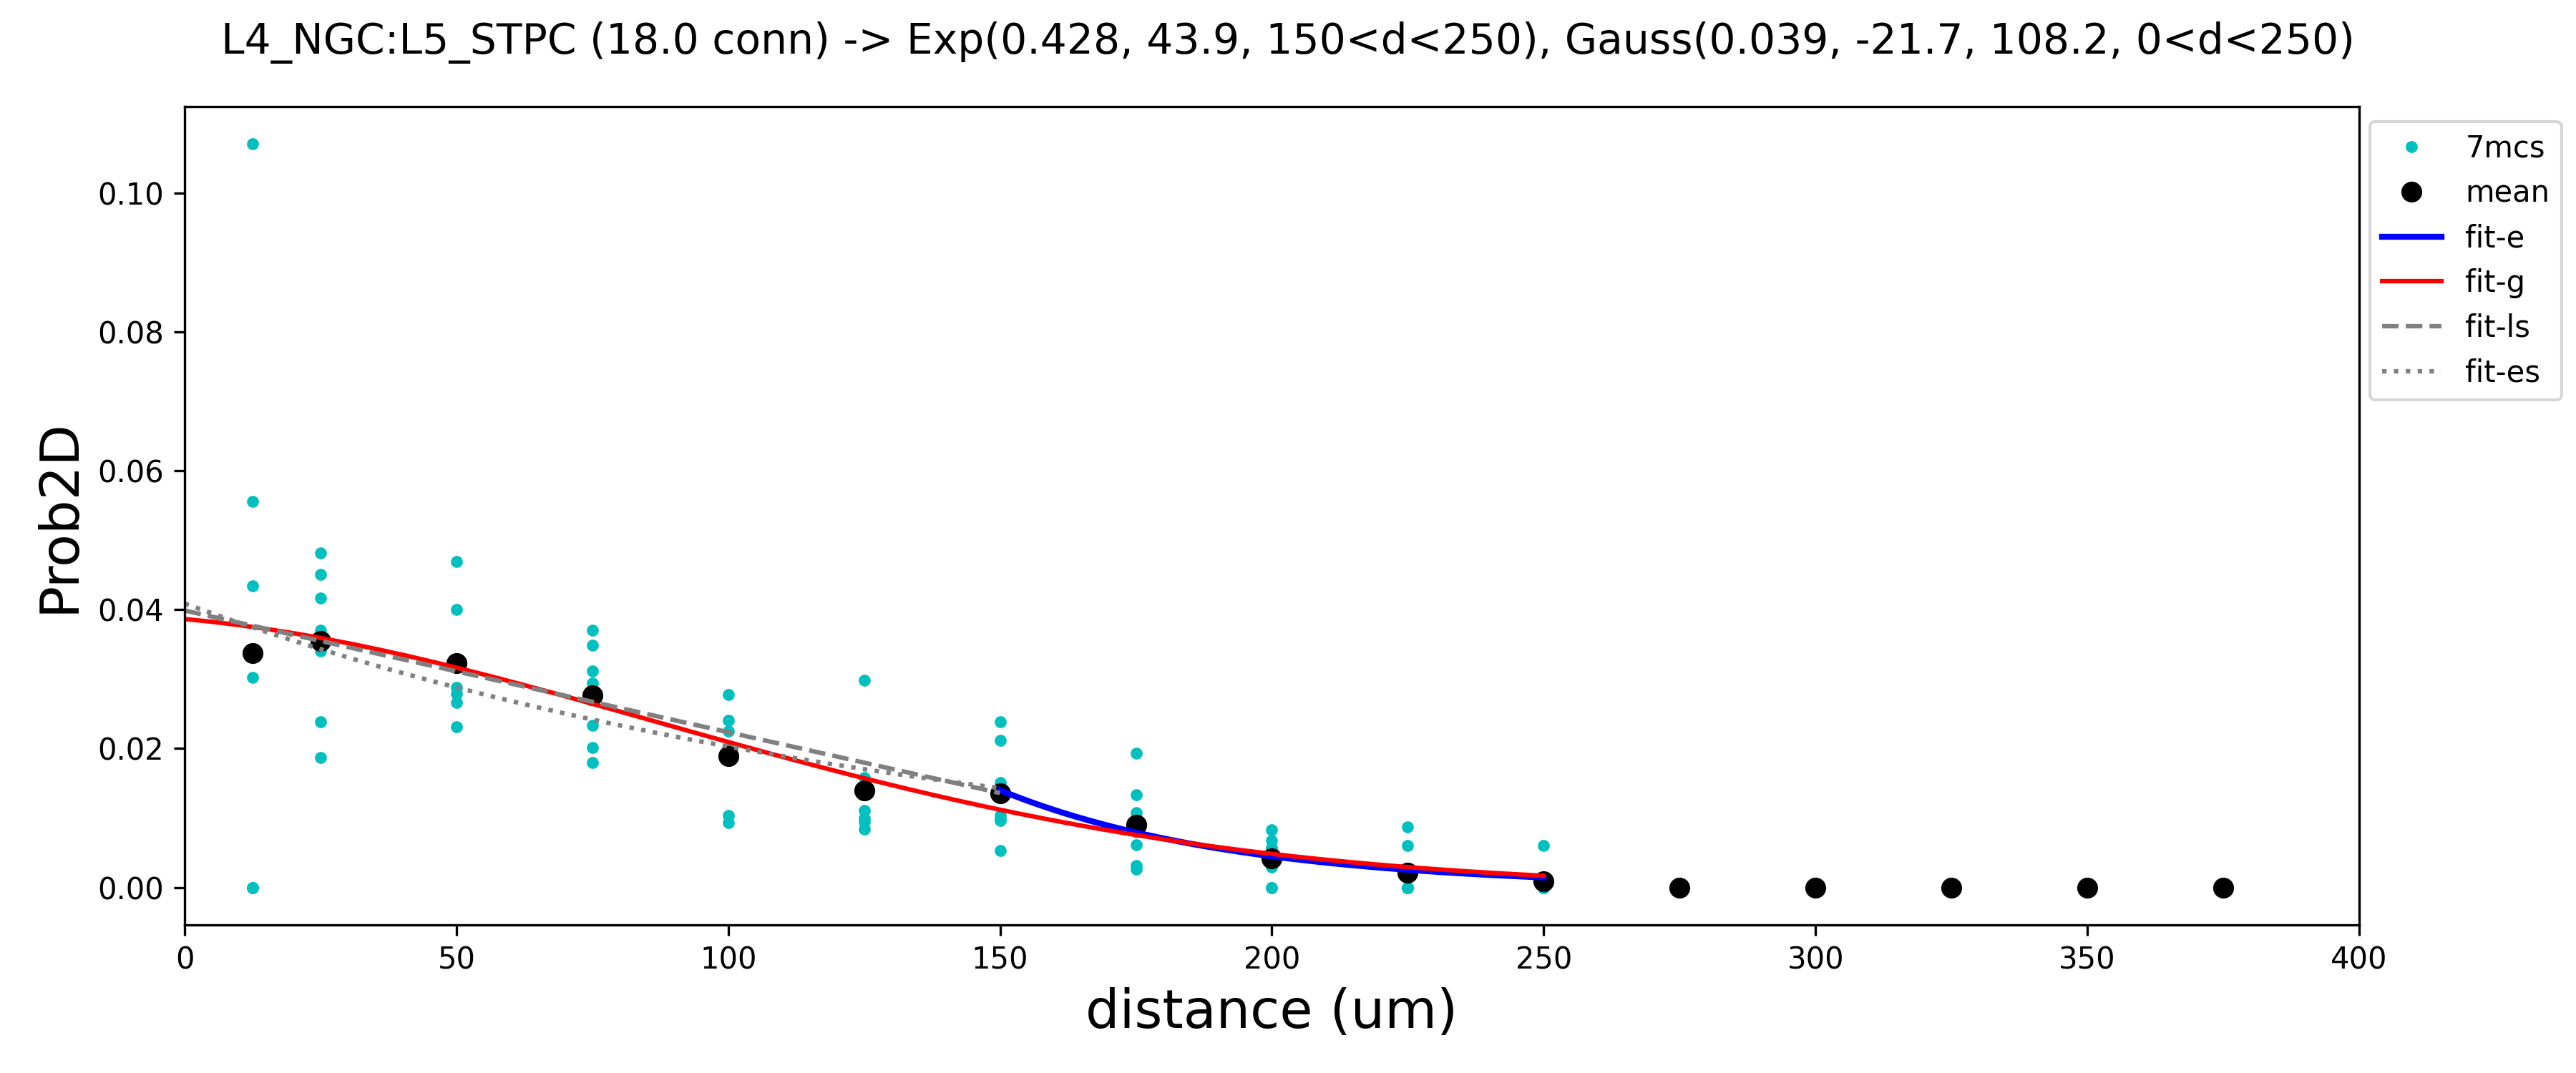 L4_NGC:L5_STPC (18.0 conn) -> Exp(0.428, 43.9, 150<d<250), Gauss(0.039, -21.7, 108.2, 0<d<250)
7mcs
mean
fit-e
fit-g
fit-ls
fit-es
Prob2D
0.10
0.08
0.06
0.04
0.02
0.00
0 50 100 150 200 250 300 350 400
distance (um)